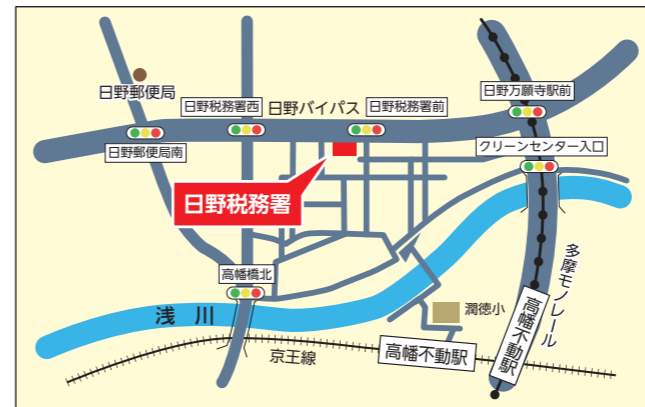 日野郵便局
日野税務署西
日野バイパス
日野税務署前
日野万願寺駅前
日野郵便局南
クリーンセンター入口
日野税務署
高幡橋北
多摩モノレール
浅 川
潤徳小
高幡不動駅
京王線
高幡不動駅